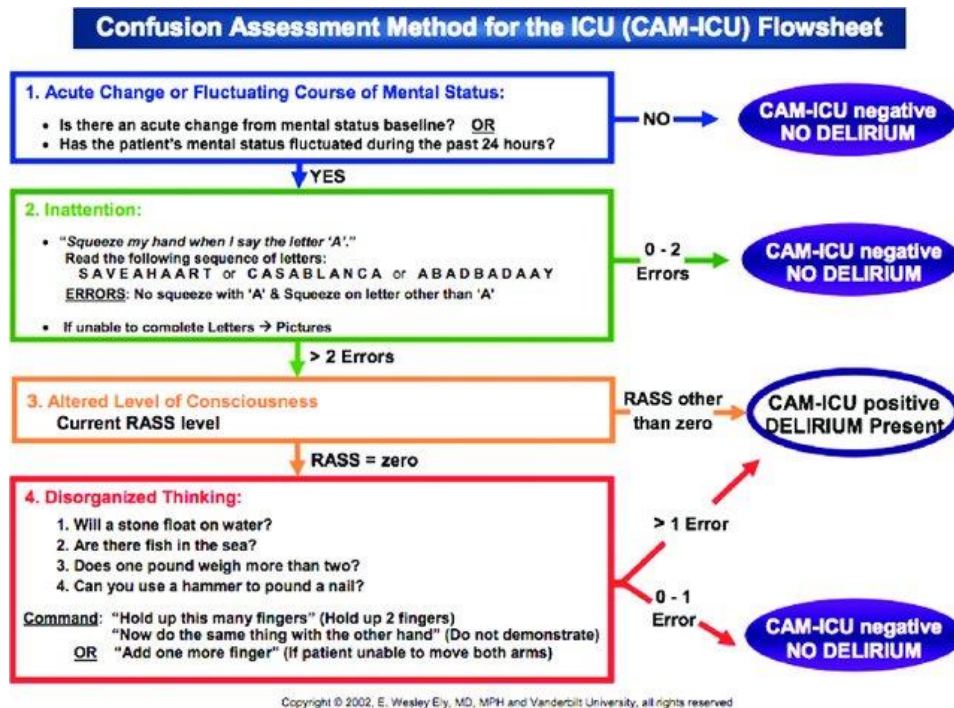 Confusion Assessment Method for the ICU (CAM-ICU) Flowsheet
1. Acute Change or Fluctuating Course of Mental Status:
• Is there an acute change from mental status baseline? OR
• Has the patient's mental status fluctuated during the past 24 hours?
NO
CAM-ICU negative
NO DELIRIUM
YES
2. Inattention:
• "Squeeze my hand when I say the letter 'A'."
Read the following sequence of letters:
S A V E A H A A R T or C A S A B L A N C A or A B A D B A D A A Y
ERRORS: No squeeze with 'A' & Squeeze on letter other than 'A'
• If unable to complete Letters → Pictures
0 - 2
Errors
CAM-ICU negative
NO DELIRIUM
> 2 Errors
3. Altered Level of Consciousness
Current RASS level
RASS other
than zero
CAM-ICU positive
DELIRIUM Present
RASS = zero
4. Disorganized Thinking:
1. Will a stone float on water?
2. Are there fish in the sea?
3. Does one pound weigh more than two?
4. Can you use a hammer to pound a nail?
Command: "Hold up this many fingers" (Hold up 2 fingers)
"Now do the same thing with the other hand" (Do not demonstrate)
OR "Add one more finger" (If patient unable to move both arms)
> 1 Error
0 - 1
Error
CAM-ICU negative
NO DELIRIUM
Copyright © 2002, E. Wesley Ely, MD, MPH and Vanderbilt University, all rights reserved